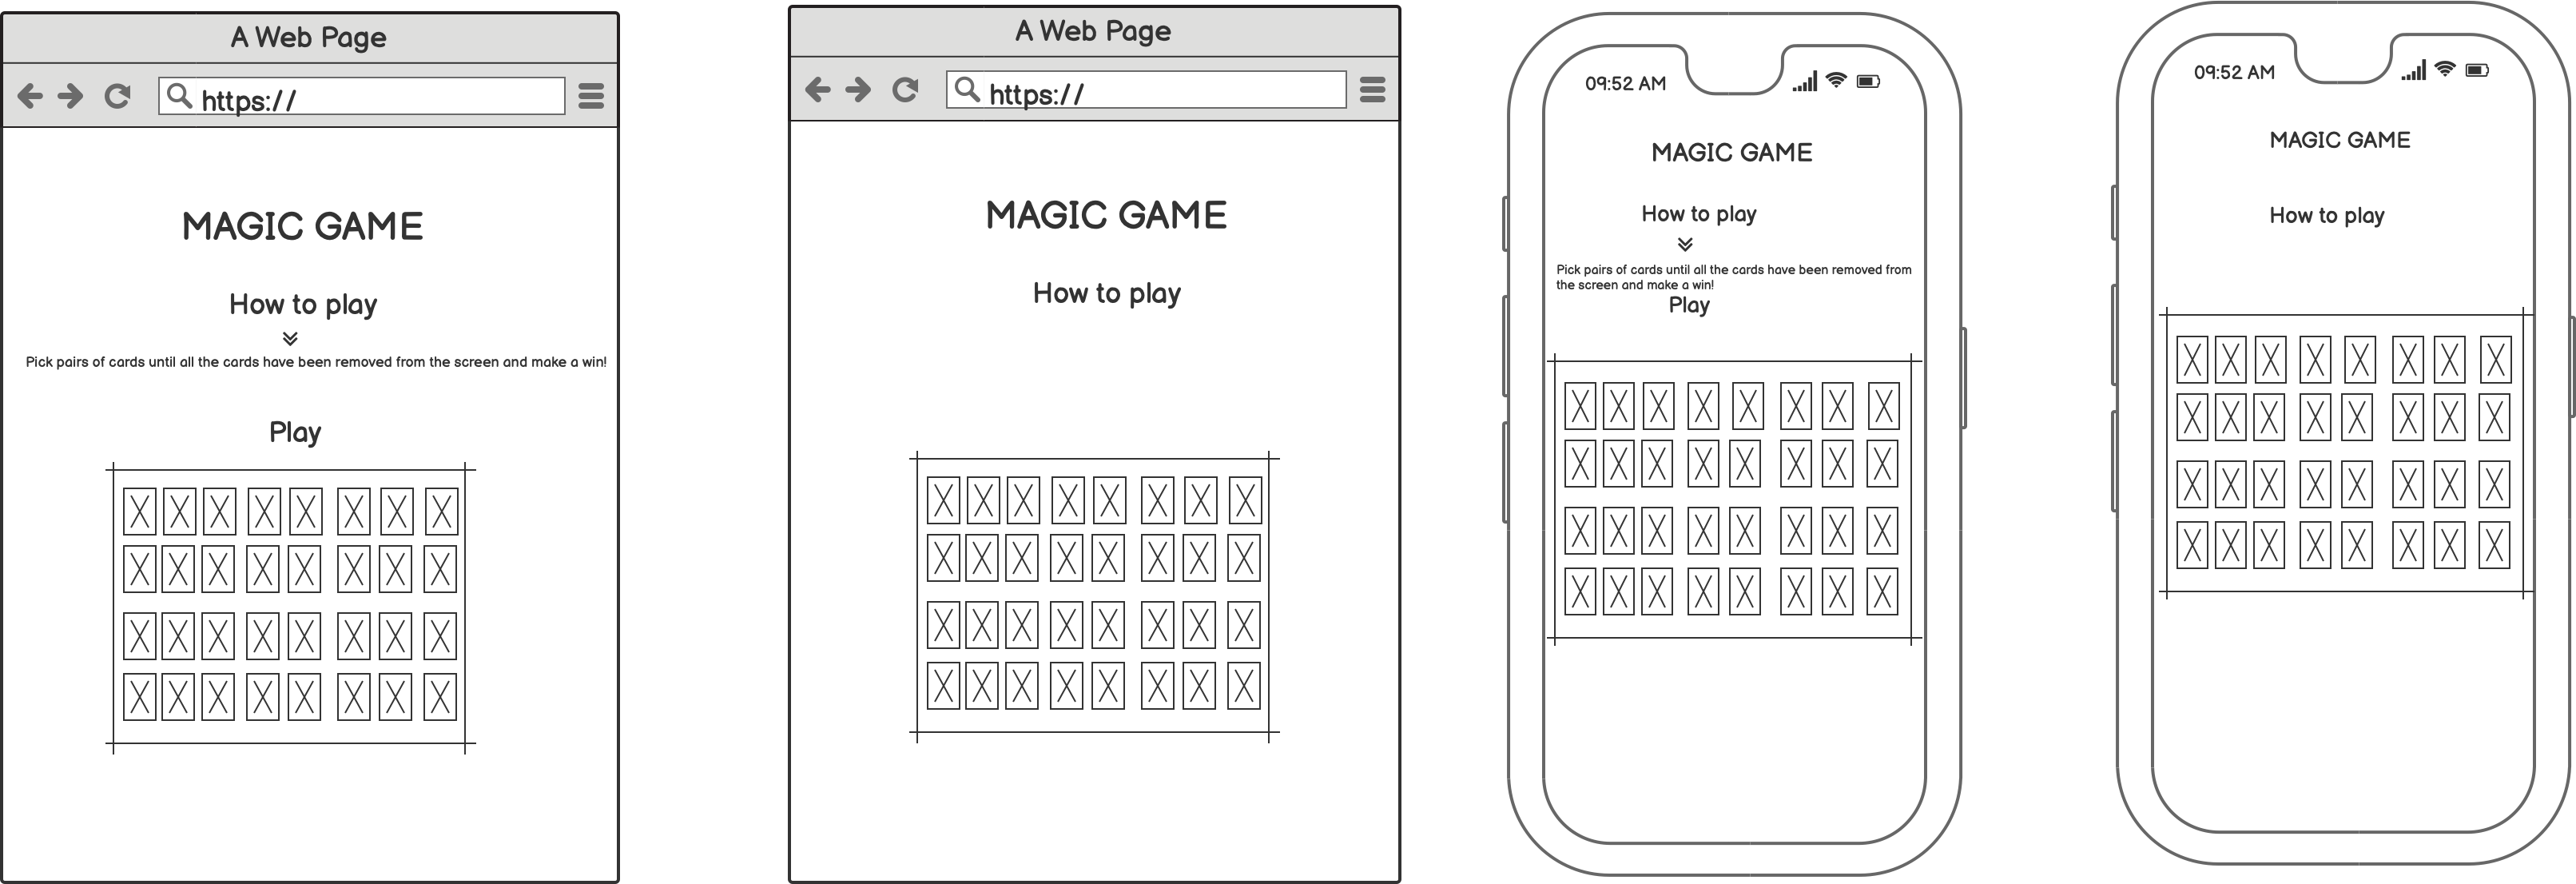 A Web Page
https://
MAGIC GAME
How to play
Pick pairs of cards until all the cards have been removed from the screen and make a win!
Play
A Web Page
https://
MAGIC GAME
How to play
09:52 AM
MAGIC GAME
How to play
Pick pairs of cards until all the cards have been removed from
the screen and make a win!
Play
09:52 AM
MAGIC GAME
How to play